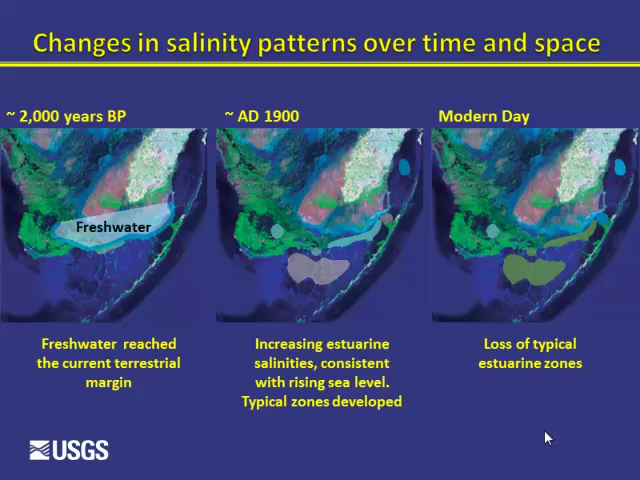 Changes in salinity patterns over time and space
~ 2,000 years BP
~ AD 1900
Modern Day
Freshwater
Freshwater reached
the current terrestrial
margin
Increasing estuarine
salinities, consistent
with rising sea level.
Typical zones developed
Loss of typical
estuarine zones
USGS